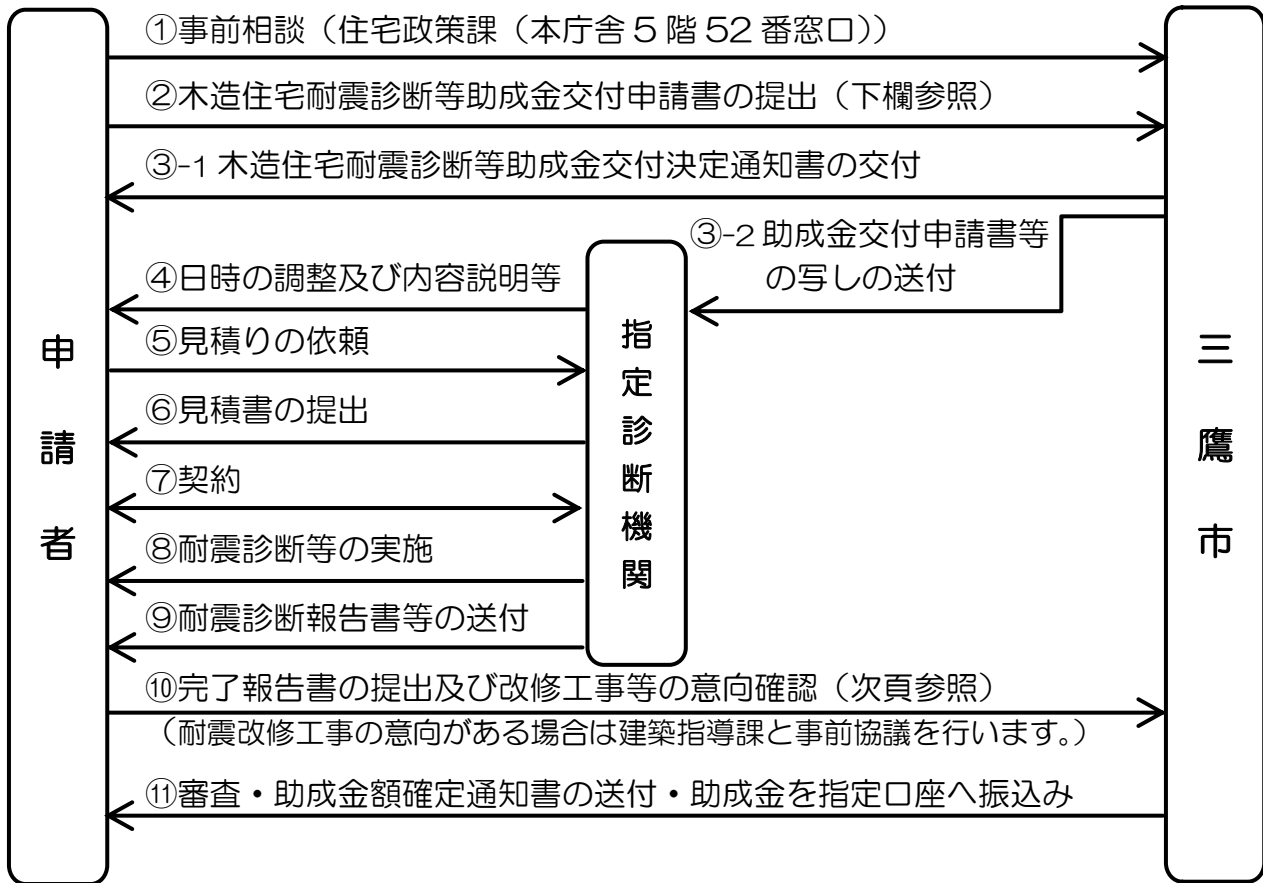 ①事前相談（住宅政策課（本庁舎5階52番窓口））
②木造住宅耐震診断等助成金交付申請書の提出（下欄参照）
③-1 木造住宅耐震診断等助成金交付決定通知書の交付
③-2 助成金交付申請書等
の写しの送付
④日時の調整及び内容説明等
⑤見積りの依頼
⑥見積書の提出
⑦契約
⑧耐震診断等の実施
⑨耐震診断報告書等の送付
⑩完了報告書の提出及び改修工事等の意向確認（次頁参照）
（耐震改修工事の意向がある場合は建築指導課と事前協議を行います。）
⑪審査・助成金額確定通知書の送付・助成金を指定口座へ振込み
申請者
指定診断機関
三鷹市